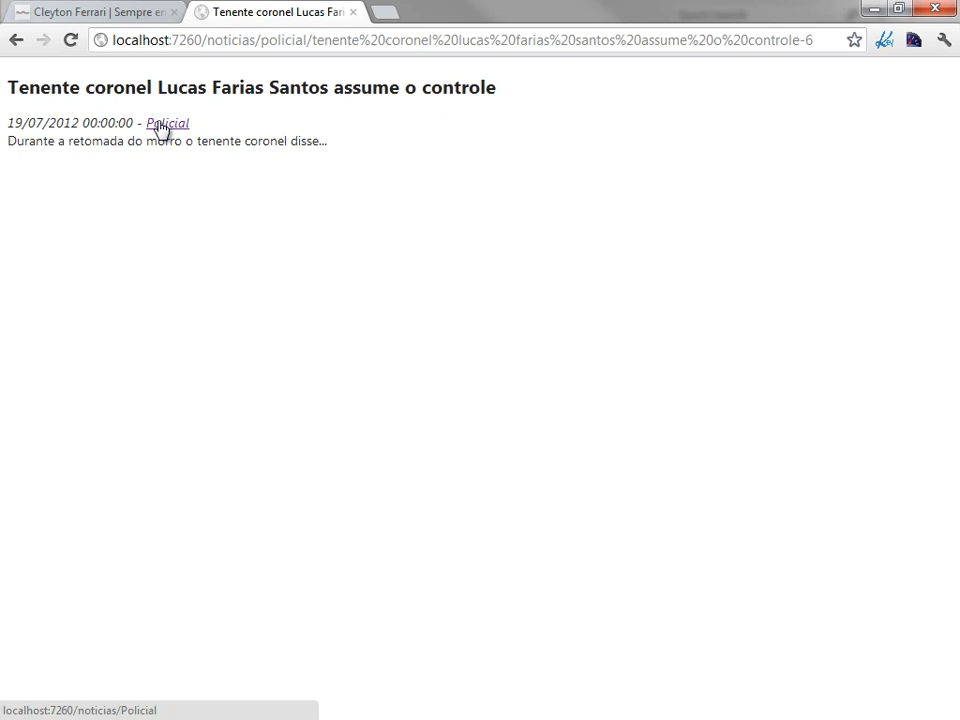 Cleyton Ferrari | Sempre en
Tenente coronel Lucas Fari
localhost:7260/noticias/policial/tenente%20coronel%20lucas%20farias%20santos%20assume%20o%20controle-6
Tenente coronel Lucas Farias Santos assume o controle
19/07/2012 00:00:00 - Policial
Durante a retomada do morro o tenente coronel disse...
localhost:7260/noticias/Policial